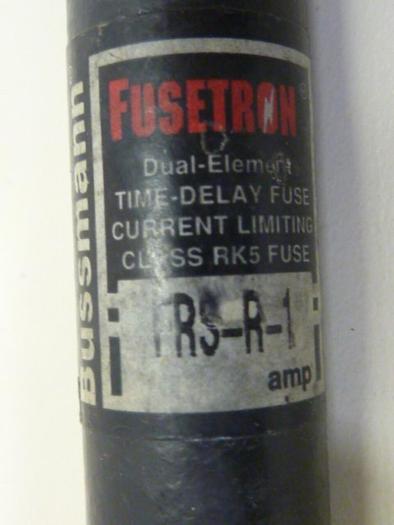 Bussmann
FUSETRON®
Dual-Element
TIME-DELAY FUSE
CURRENT LIMITING
CLASS RK5 FUSE
FRS-R-1
amp